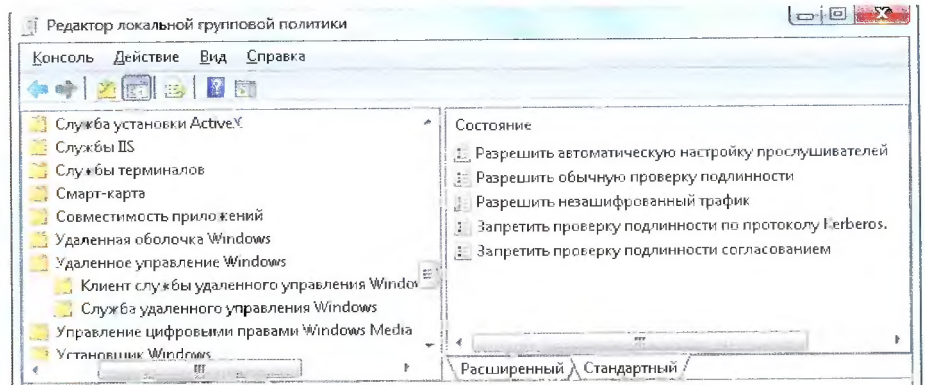 Редактор локальной групповой политики
Консоль Действие Вид Справка
Служба установки ActiveX
Службы IIS
Службы терминалов
Смарт-карта
Совместимость приложений
Удаленная оболочка Windows
Удаленное управление Windows
Клиент службы удаленного управления Windo
Служба удаленного управления Windows
Управление цифровыми правами Windows Media
Установщик Windows
Состояние
Разрешить автоматическую настройку прослушивателей
Разрешить обычную проверку подлинности
Разрешить незашифрованный трафик
Запретить проверку подлинности по протоколу Kerberos.
Запретить проверку подлинности согласованием
Расширенный Стандартный